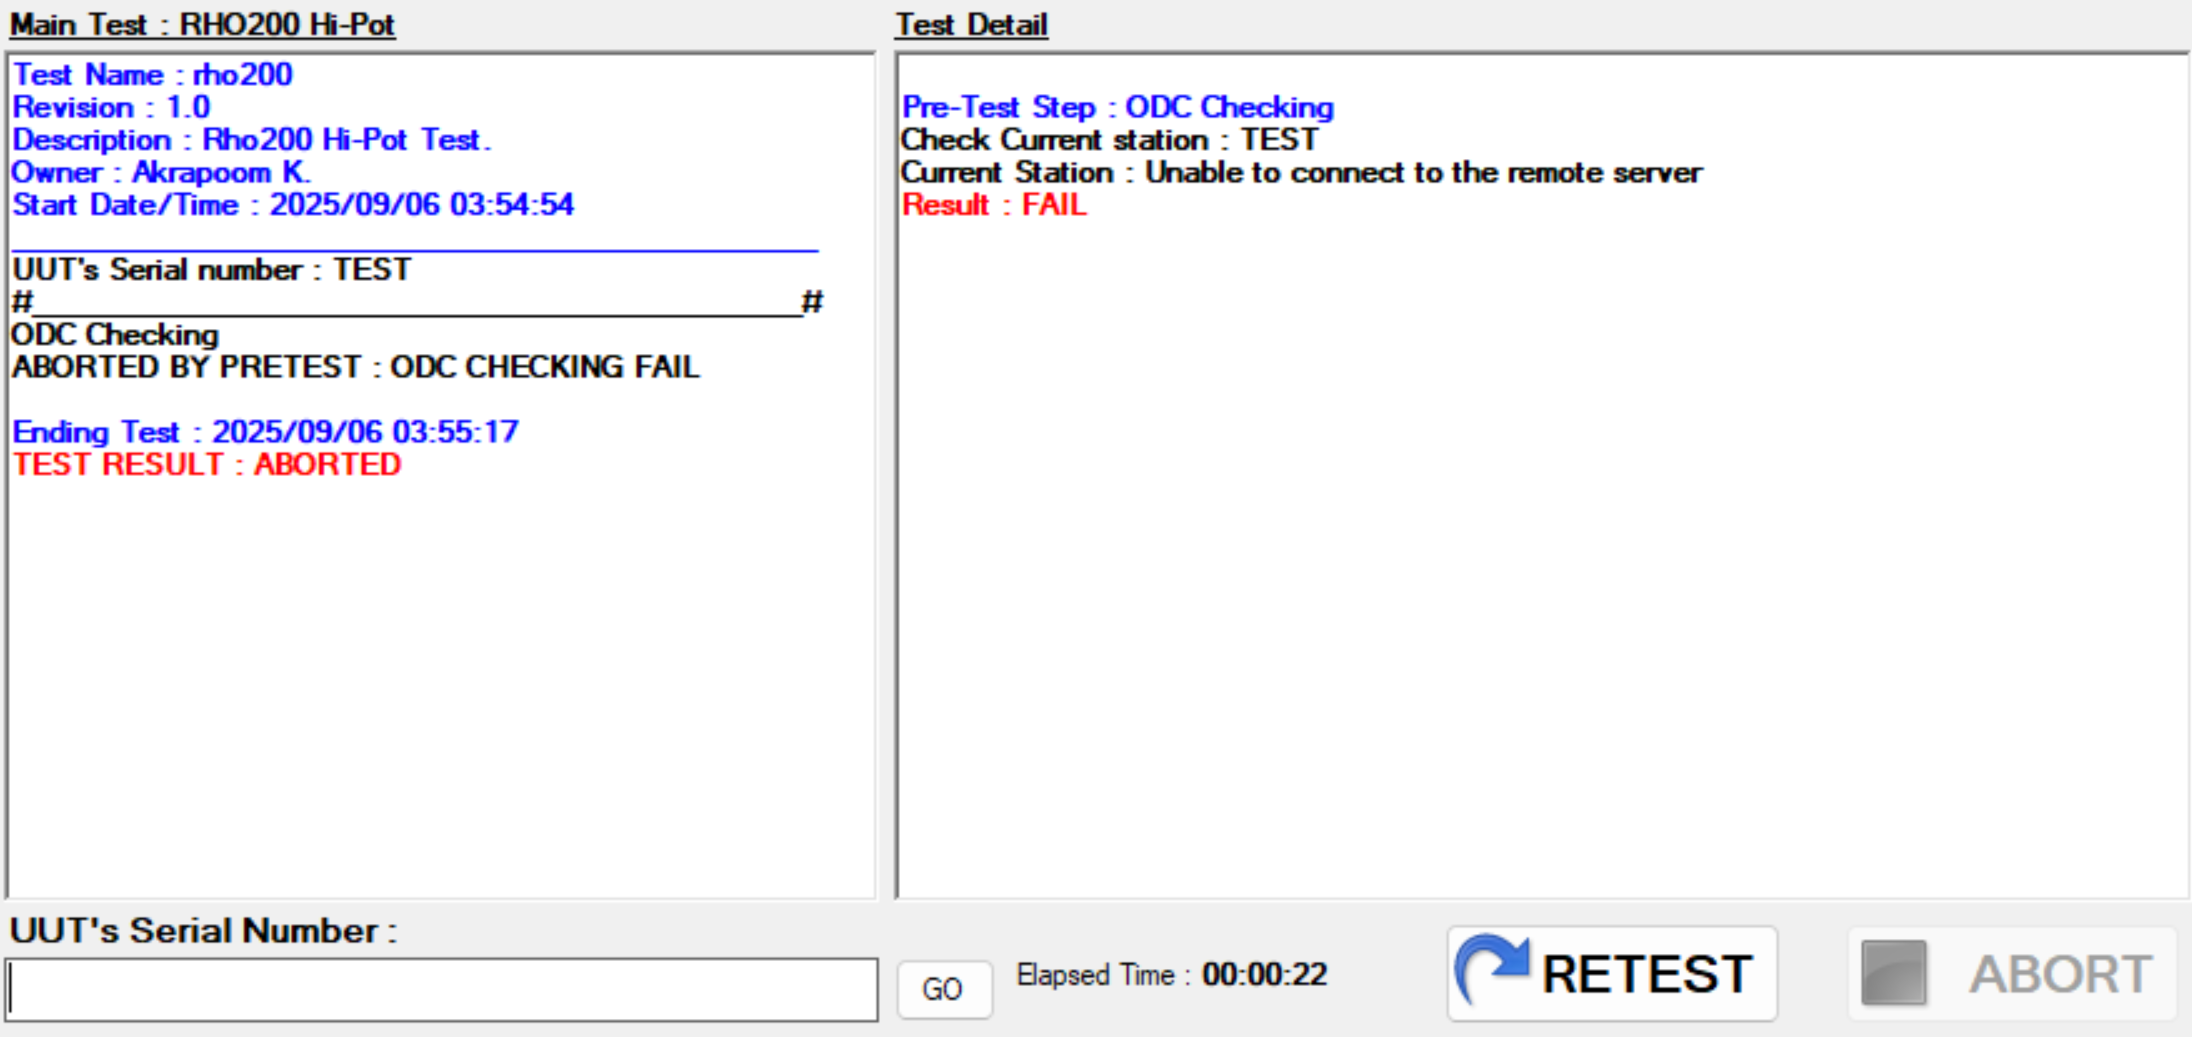 Main Test : RHO200 Hi-Pot
Test Name : rho200
Revision : 1.0
Description : Rho200 Hi-Pot Test.
Owner : Akrapoom K.
Start Date/Time : 2025/09/06 03:54:54
UUT's Serial number : TEST
#_______________________________________________#
ODC Checking
ABORTED BY PRETEST : ODC CHECKING FAIL
Ending Test : 2025/09/06 03:55:17
TEST RESULT : ABORTED
Test Detail
Pre-Test Step : ODC Checking
Check Current station : TEST
Current Station : Unable to connect to the remote server
Result : FAIL
UUT's Serial Number :
GO
Elapsed Time : 00:00:22
RETEST
ABORT